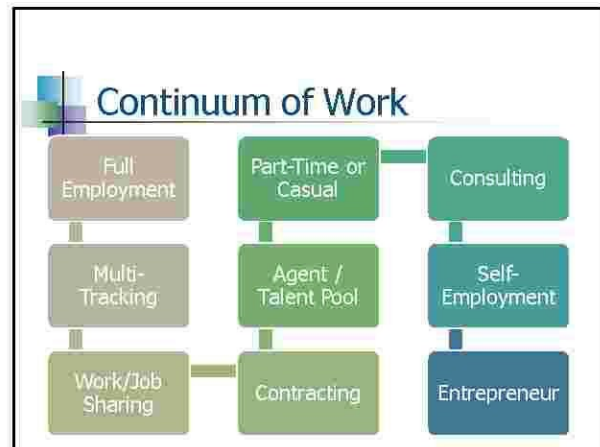 Continuum of Work
Full
Employment
Multi-
Tracking
Work/Job
Sharing
Contracting
Agent /
Talent Pool
Part-Time or
Casual
Consulting
Self-
Employment
Entrepreneur